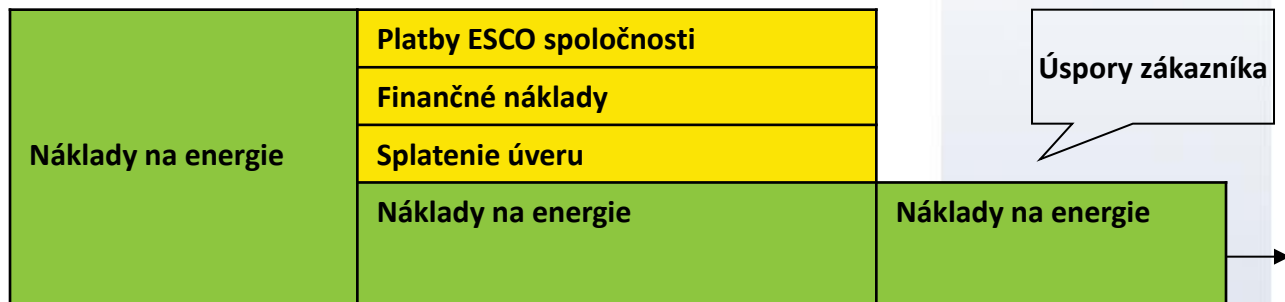 Platby ESCO spoločnosti
Úspory zákazníka
Finančné náklady
Náklady na energie
Splatenie úveru
Náklady na energie
Náklady na energie